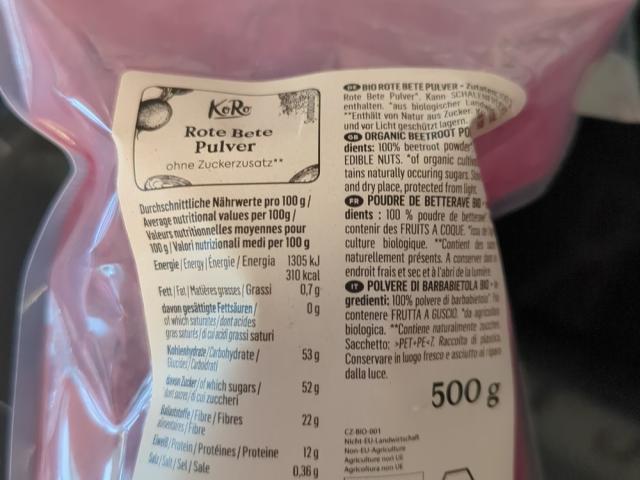 KoRo
Rote Bete
Pulver
ohne Zuckerzusatz**
Durchschnittliche Nährwerte pro 100 g /
Average nutritional values per 100g /
Valeurs nutritionnelles moyennes pour
100 g / Valori nutrizionali medi per 100 g
Energie / Energy / Énergie / Energia 1305 kJ
310 kcal
Fett / Fat / Matières grasses / Grassi 0,7 g
davon gesättigte Fettsäuren /
of which saturates / dont acides
gras saturés / di cui acidi grassi saturi 0 g
Kohlenhydrate / Carbohydrate /
Glucides / Carboidrati 53 g
davon Zucker / of which sugars /
dont sucres / di cui zuccheri 52 g
Ballaststoffe / Fibre / Fibres
alimentaires / Fibre 22 g
Eiweiß / Protein / Protéines / Proteine 12 g
Salz / Salt / Sel / Sale 0,36 g
DE BIO ROTE BETE PULVER - Zutaten:
Rote Bete Pulver*. Kann
enthalten. *aus biologischer
**Enthält von Natur aus Zucker.
und vor Licht geschützt lagern.
GB ORGANIC BEETROOT PO
dients: 100% beetroot powder
EDIBLE NUTS. *of organic
tains naturally occuring sugars.
and dry place, protected from light.
FR POUDRE DE BETTERAVE BIO -
dients : 100 % poudre de betterave
contenir des FRUITS A COQUE.
culture biologique. **Contient des
naturellement présents. A conserver dans
endroit frais et sec et à l'abri de la lumière.
IT POLVERE DI BARBABIETOLA BIO -
gredienti: 100% polvere di barbabietola*
contenere FRUTTA A GUSCIO. *da agricoltura
biologica. **Contiene naturalmente zuccheri.
Sacchetto: >PET+PE<7. Raccolta di plastica.
Conservare in luogo fresco e asciutto al riparo
dalla luce.
500 g
CZ-BIO-001
Nicht-EU-Landwirtschaft
Non-EU-Agriculture
Agriculture non UE
Agricoltura non UE